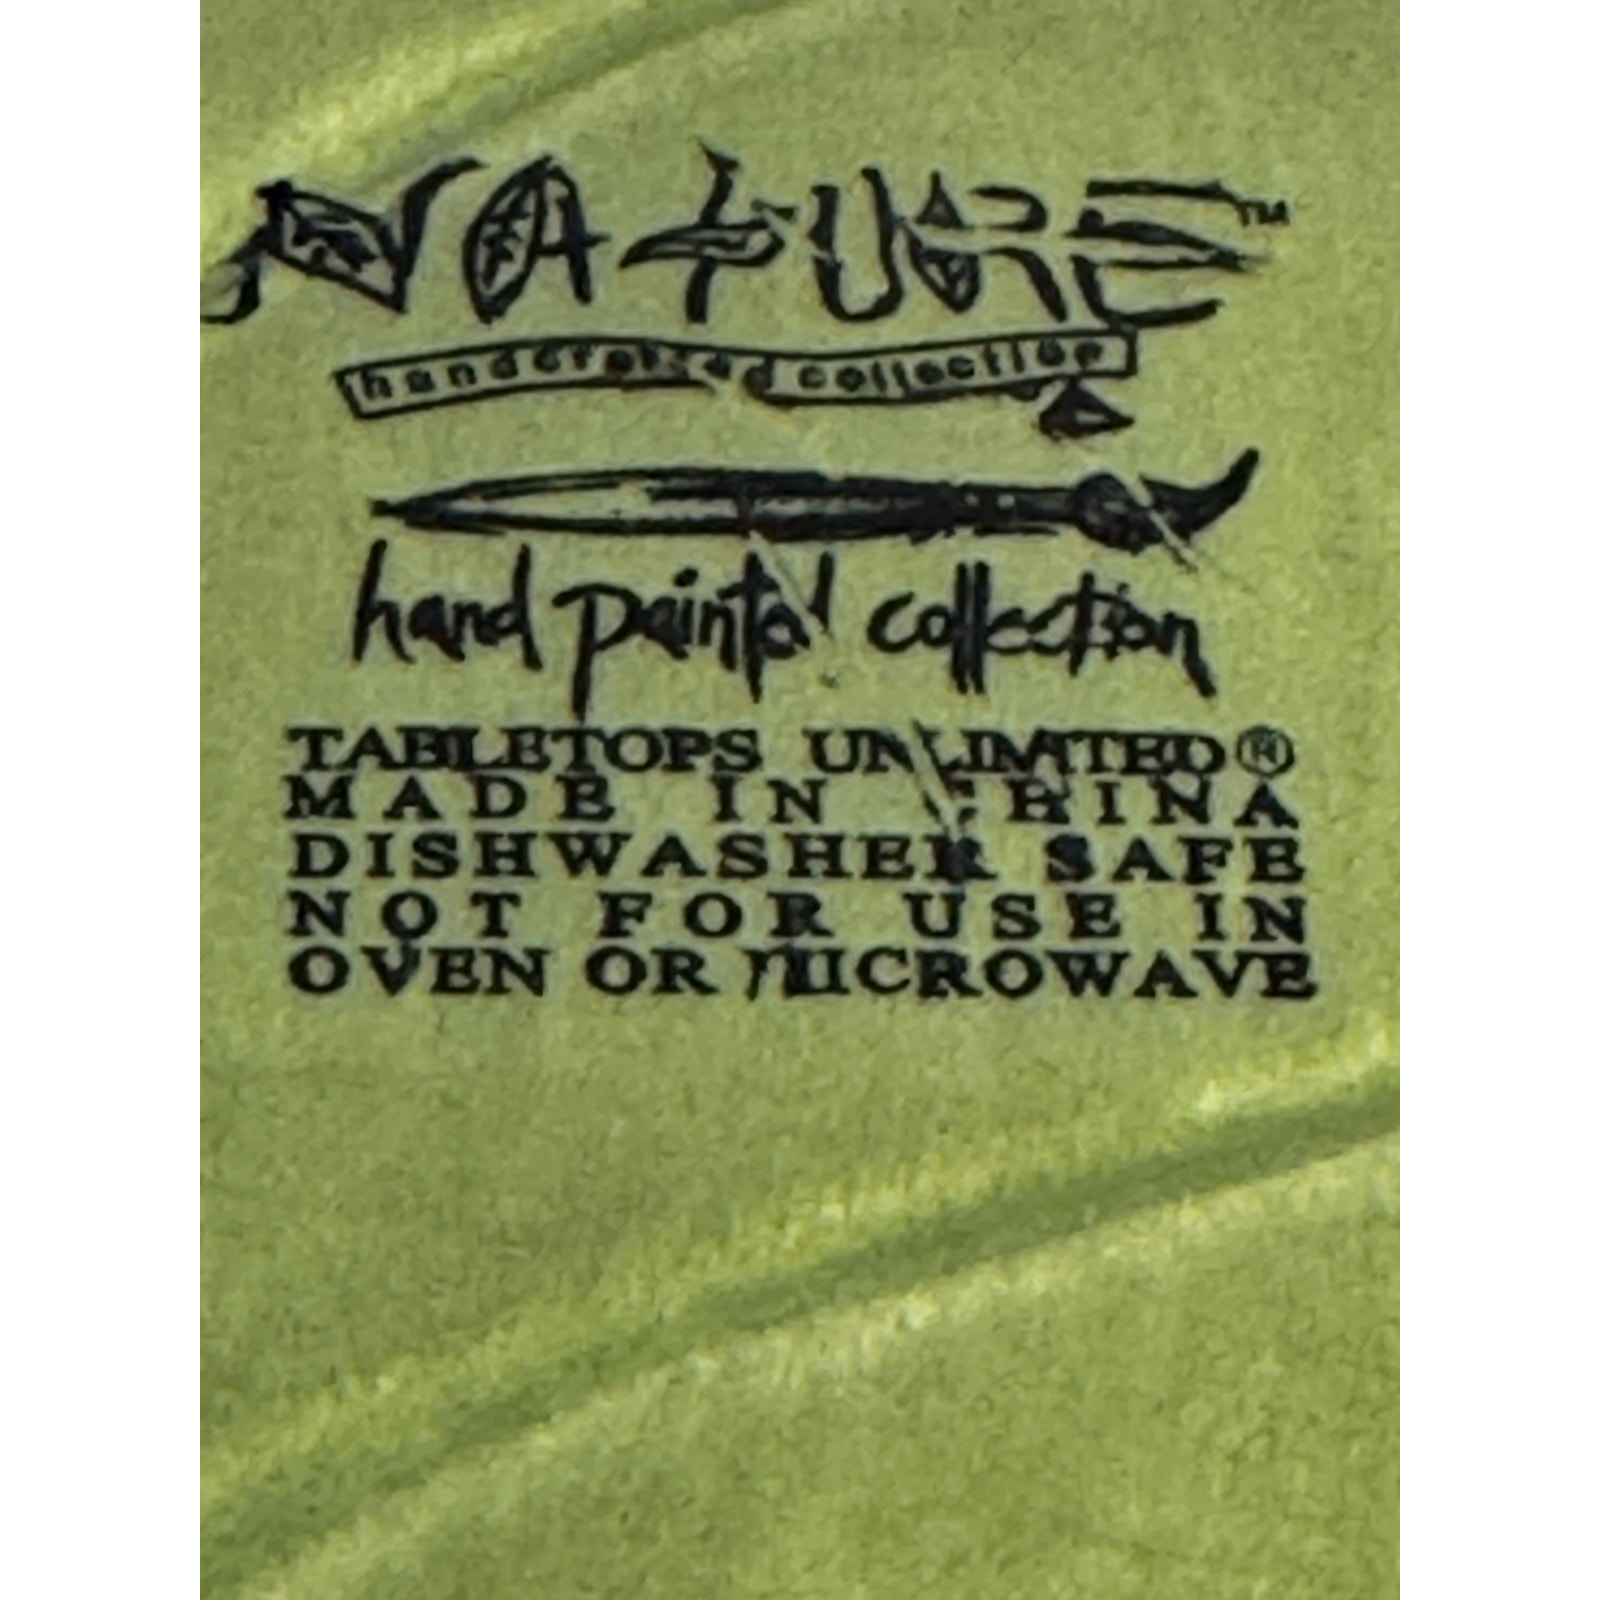 NATURE™
handcrafted collection
hand painted collection
TABLETOPS UNLIMITED®
MADE IN CHINA
DISHWASHER SAFE
NOT FOR USE IN
OVEN OR MICROWAVE